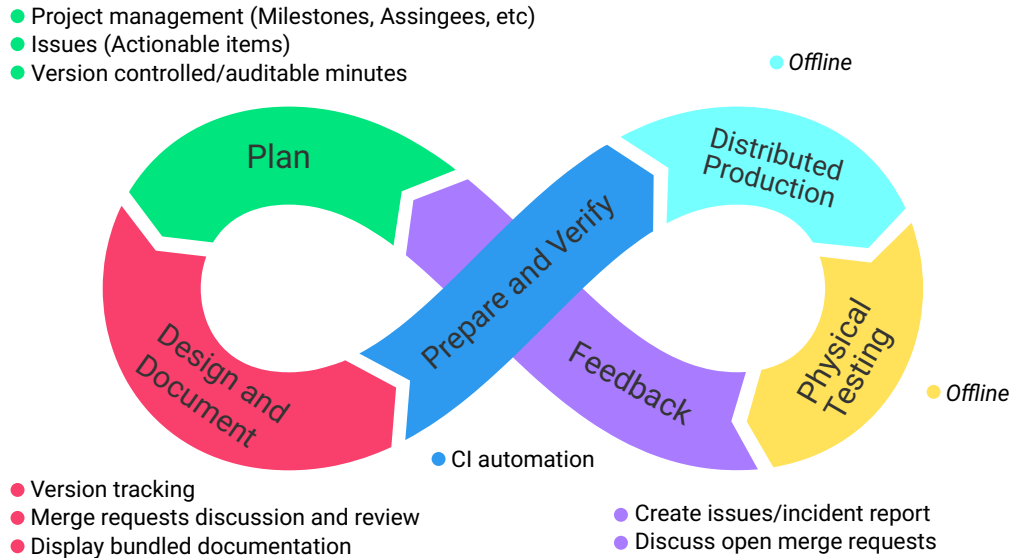 Project management (Milestones, Assingees, etc)
Issues (Actionable items)
Version controlled/auditable minutes
Offline
Plan
Distributed
Production
Prepare and Verify
Design and
Document
Feedback
Physical
Testing
Offline
CI automation
Version tracking
Merge requests discussion and review
Display bundled documentation
Create issues/incident report
Discuss open merge requests